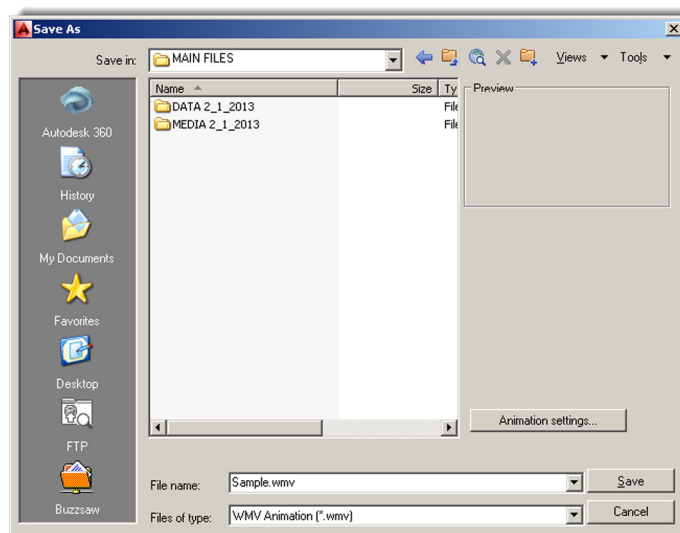 Save As
Save in:
MAIN FILES
Views
Tools
Name
Size
Ty
Preview
DATA 2_1_2013
File
MEDIA 2_1_2013
File
Autodesk 360
History
My Documents
Favorites
Desktop
FTP
Buzzsaw
Animation settings...
File name:
Sample.wmv
Save
Files of type:
WMV Animation (*.wmv)
Cancel